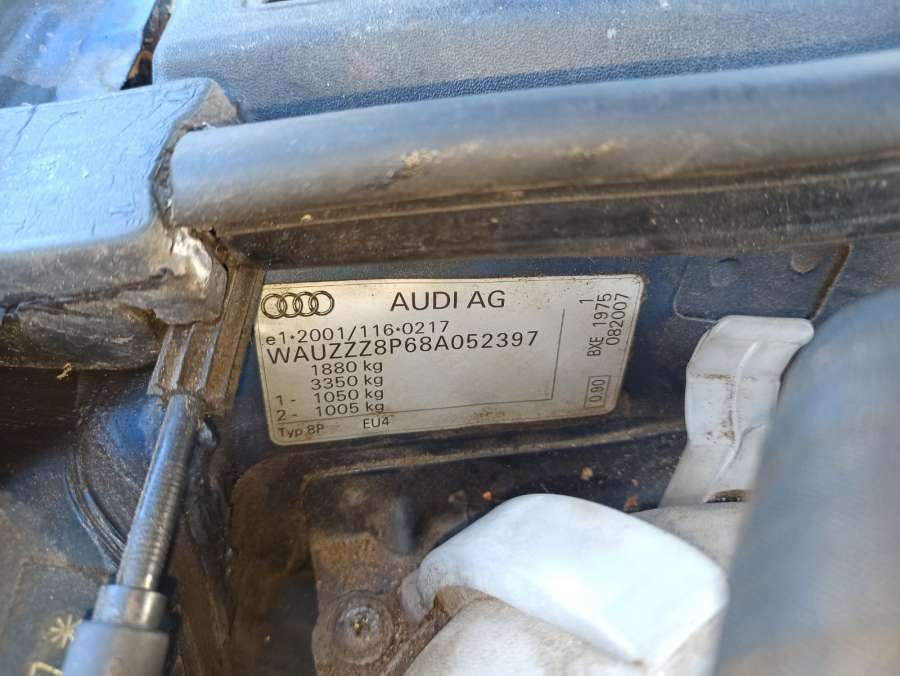 AUDI AG
e1*2001/116*0217
WAUZZZ8P68A052397
1880 kg
3350 kg
1 - 1050 kg
2 - 1005 kg
Typ 8P EU4
BXE 1975 1
082007
0.90